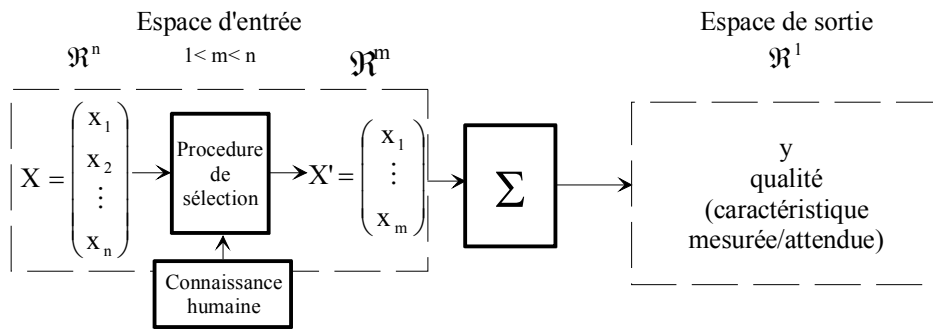 Espace d'entrée
Espace de sortie
ℜⁿ
1< m< n
ℜᵐ
ℜ¹
X = (x₁ x₂ ⋮ xₙ)
Procedure
de
sélection
X' = (x₁ ⋮ xₘ)
Σ
y
qualité
(caractéristique
mesurée/attendue)
Connaissance
humaine